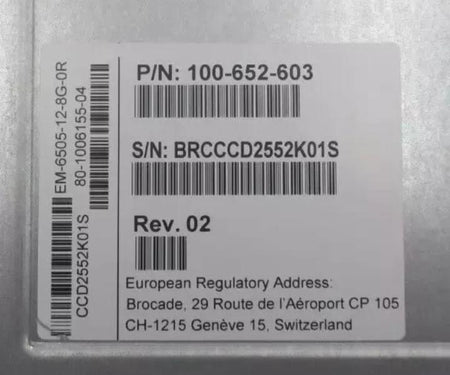 EM-6505-12-8G-0R
80-1006155-04
CCD2552K01S
P/N: 100-652-603
S/N: BRCCCD2552K01S
Rev. 02
European Regulatory Address:
Brocade, 29 Route de l'Aéroport CP 105
CH-1215 Genève 15, Switzerland